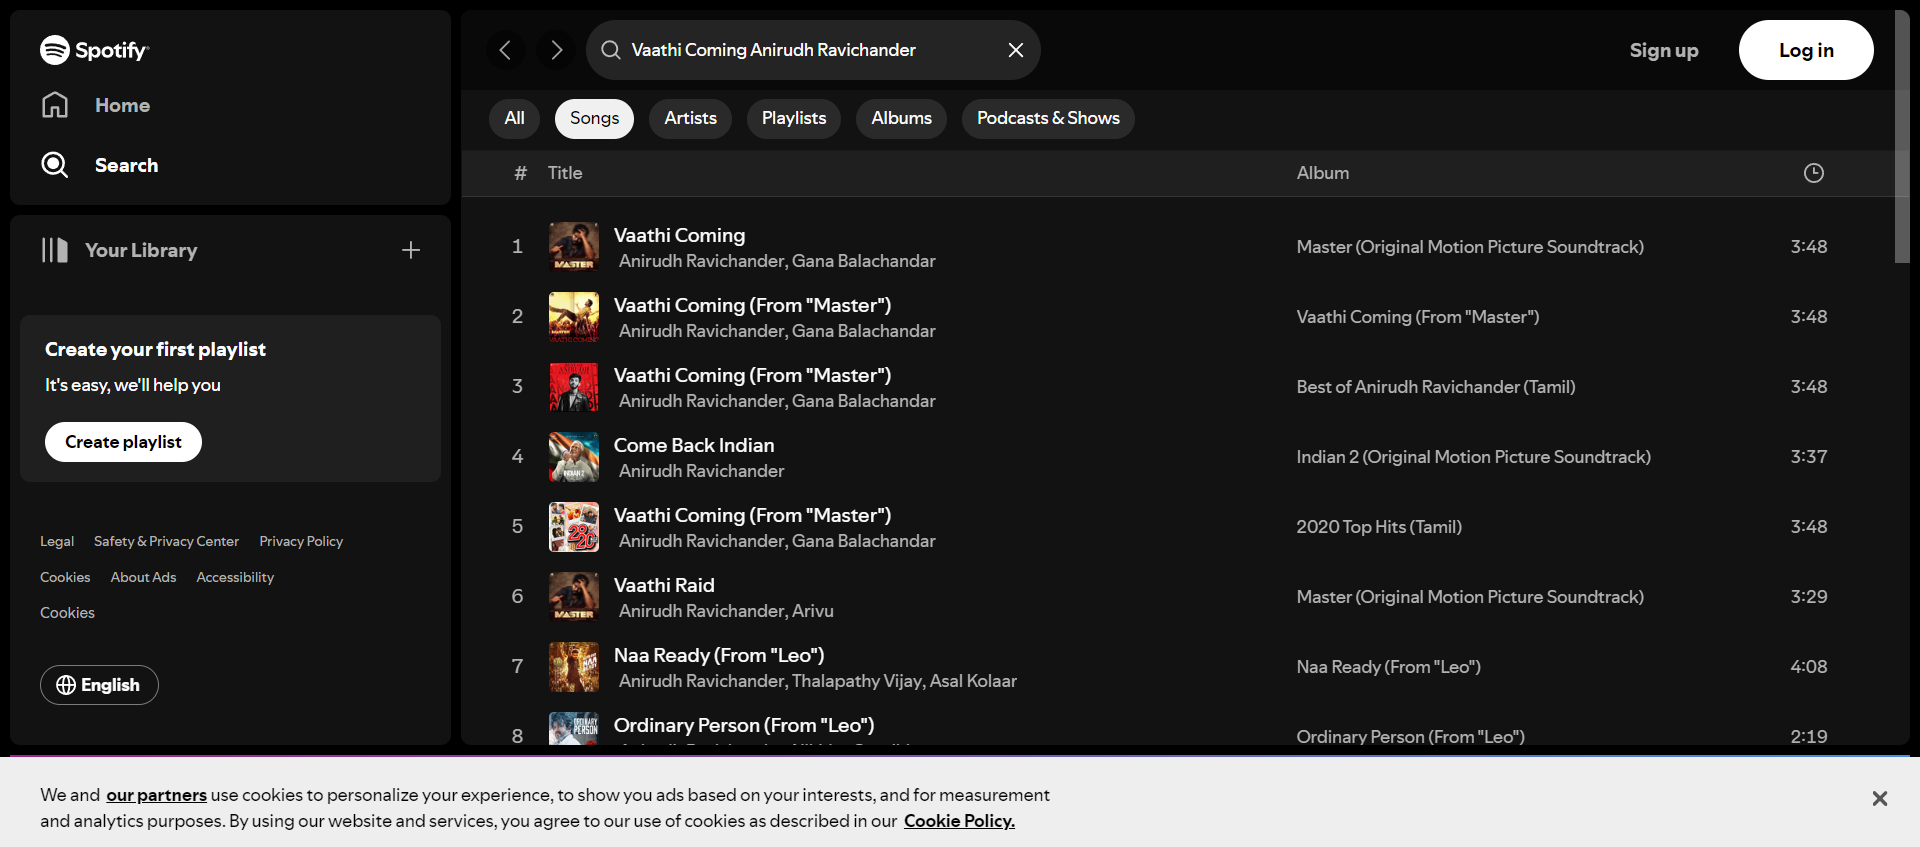 Spotify
Home
Search
Your Library
Create your first playlist
It's easy, we'll help you
Create playlist
Legal Safety & Privacy Center Privacy Policy
Cookies About Ads Accessibility
Cookies
English
Vaathi Coming Anirudh Ravichander
Sign up
Log in
All Songs Artists Playlists Albums Podcasts & Shows
# Title Album
1 Vaathi Coming Master (Original Motion Picture Soundtrack) 3:48
MASTER Anirudh Ravichander, Gana Balachandar
2 Vaathi Coming (From "Master") Vaathi Coming (From "Master") 3:48
Anirudh Ravichander, Gana Balachandar
3 Vaathi Coming (From "Master") Best of Anirudh Ravichander (Tamil) 3:48
Anirudh Ravichander, Gana Balachandar
4 Come Back Indian Indian 2 (Original Motion Picture Soundtrack) 3:37
INDIAN 2 Anirudh Ravichander
5 Vaathi Coming (From "Master") 2020 Top Hits (Tamil) 3:48
Anirudh Ravichander, Gana Balachandar
6 Vaathi Raid Master (Original Motion Picture Soundtrack) 3:29
MASTER Anirudh Ravichander, Arivu
7 Naa Ready (From "Leo") Naa Ready (From "Leo") 4:08
Anirudh Ravichander, Thalapathy Vijay, Asal Kolaar
8 ORDINARY PERSON Ordinary Person (From "Leo") Ordinary Person (From "Leo") 2:19
We and our partners use cookies to personalize your experience, to show you ads based on your interests, and for measurement
and analytics purposes. By using our website and services, you agree to our use of cookies as described in our Cookie Policy.